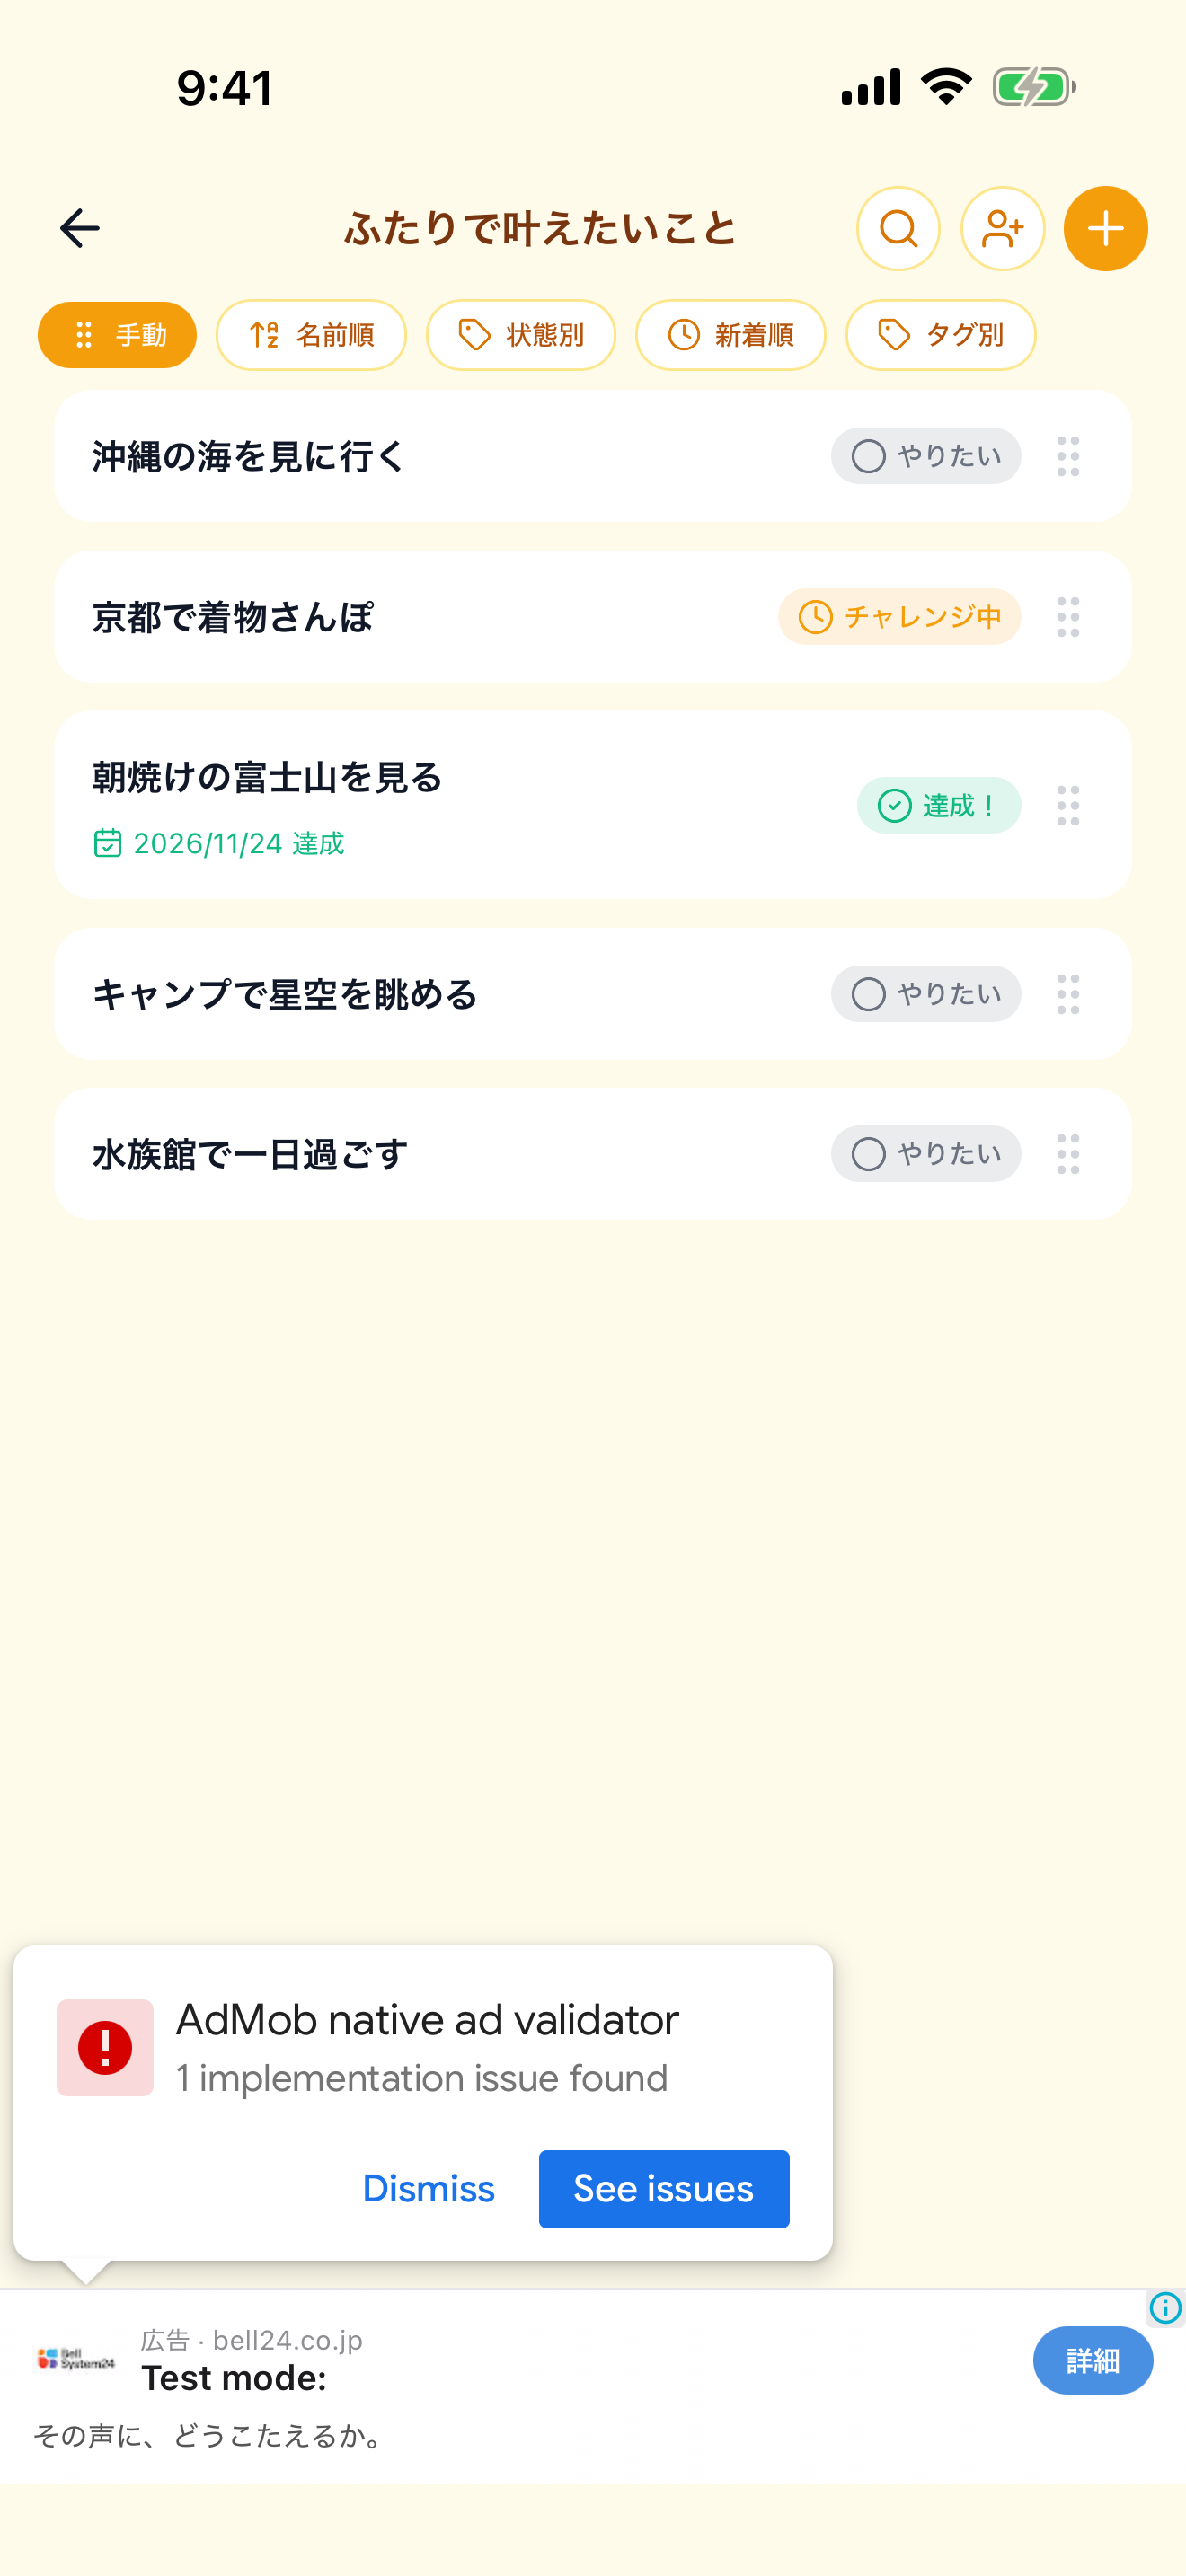 9:41
ふたりで叶えたいこと
手動
名前順
状態別
新着順
タグ別
沖縄の海を見に行く
やりたい
京都で着物さんぽ
チャレンジ中
朝焼けの富士山を見る
2026/11/24 達成
達成！
キャンプで星空を眺める
やりたい
水族館で一日過ごす
やりたい
AdMob native ad validator
1 implementation issue found
Dismiss
See issues
Bell
System24
広告 · bell24.co.jp
Test mode:
詳細
その声に、どうこたえるか。